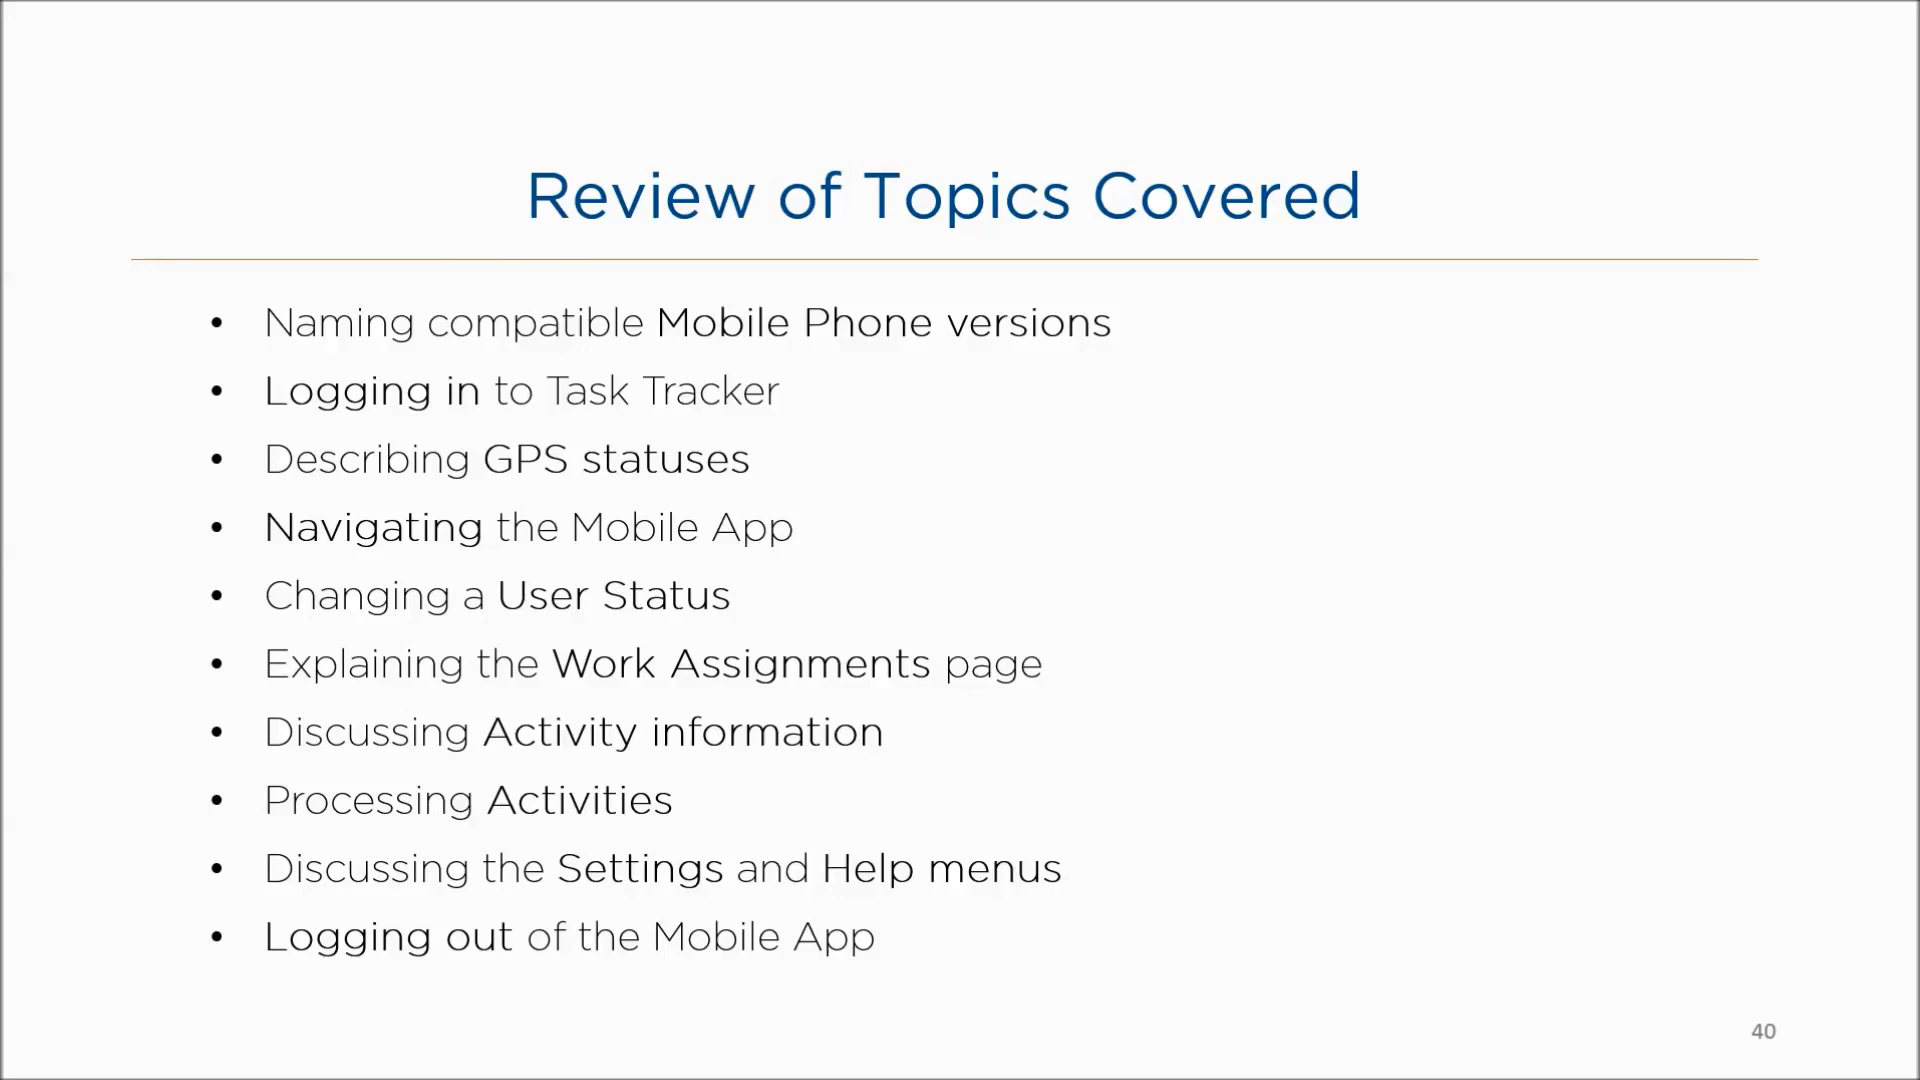 Review of Topics Covered
• Naming compatible Mobile Phone versions
• Logging in to Task Tracker
• Describing GPS statuses
• Navigating the Mobile App
• Changing a User Status
• Explaining the Work Assignments page
• Discussing Activity information
• Processing Activities
• Discussing the Settings and Help menus
• Logging out of the Mobile App
40